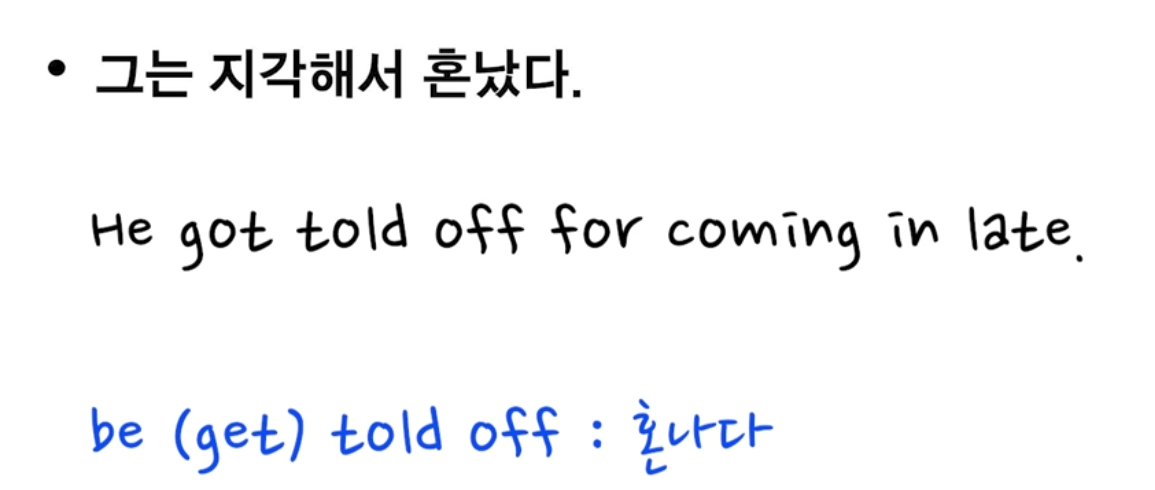 • 그는 지각해서 혼났다.
He got told off for coming in late.
be (get) told off : 혼나다